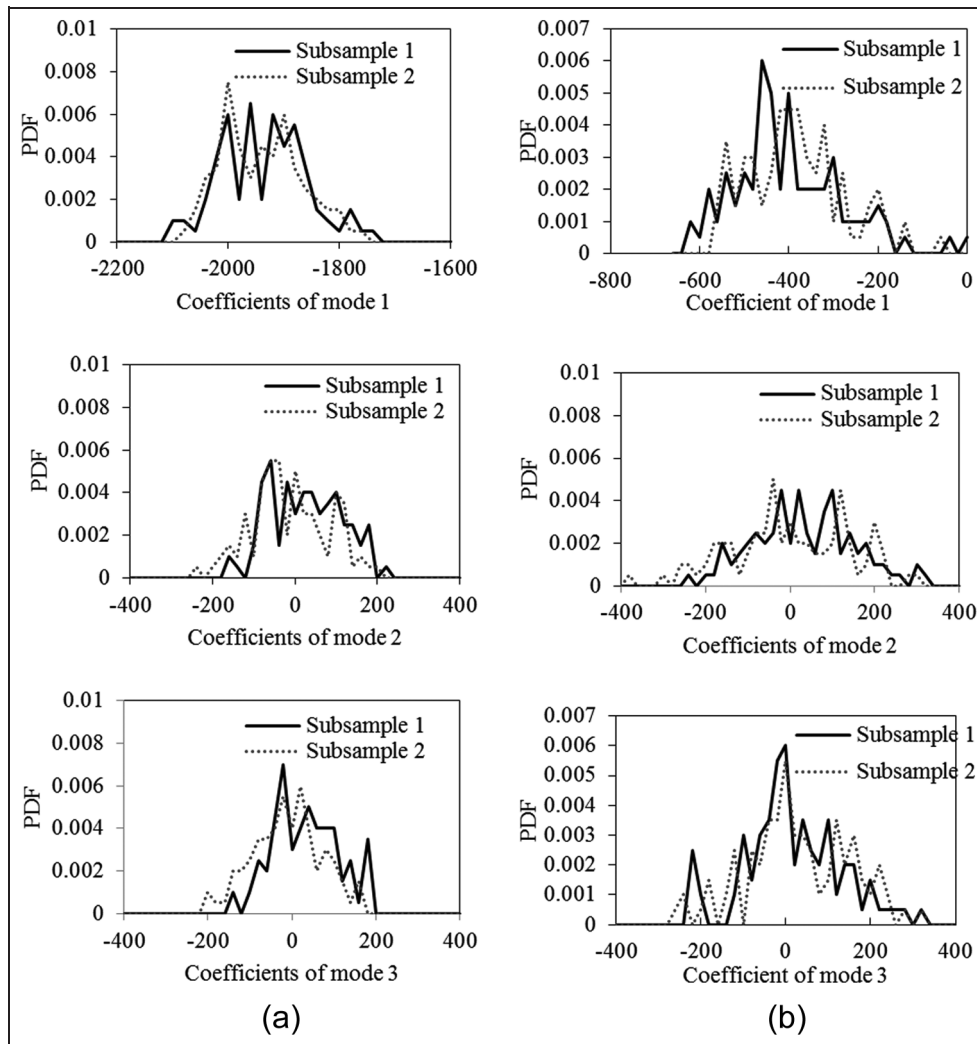 0.01
0.008
0.006
0.004
0.002
0
PDF
Subsample 1
Subsample 2
-2200 -2000 -1800 -1600
Coefficients of mode 1
0.007
0.006
0.005
0.004
0.003
0.002
0.001
0
PDF
Subsample 1
Subsample 2
-800 -600 -400 -200 0
Coefficient of mode 1
0.01
0.008
0.006
0.004
0.002
0
PDF
Subsample 1
Subsample 2
-400 -200 0 200 400
Coefficients of mode 2
0.01
0.008
0.006
0.004
0.002
0
PDF
Subsample 1
Subsample 2
-400 -200 0 200 400
Coefficients of mode 2
0.01
0.008
0.006
0.004
0.002
0
PDF
Subsample 1
Subsample 2
-400 -200 0 200 400
Coefficients of mode 3
0.007
0.006
0.005
0.004
0.003
0.002
0.001
0
PDF
Subsample 1
Subsample 2
-400 -200 0 200 400
Coefficient of mode 3
(a)
(b)